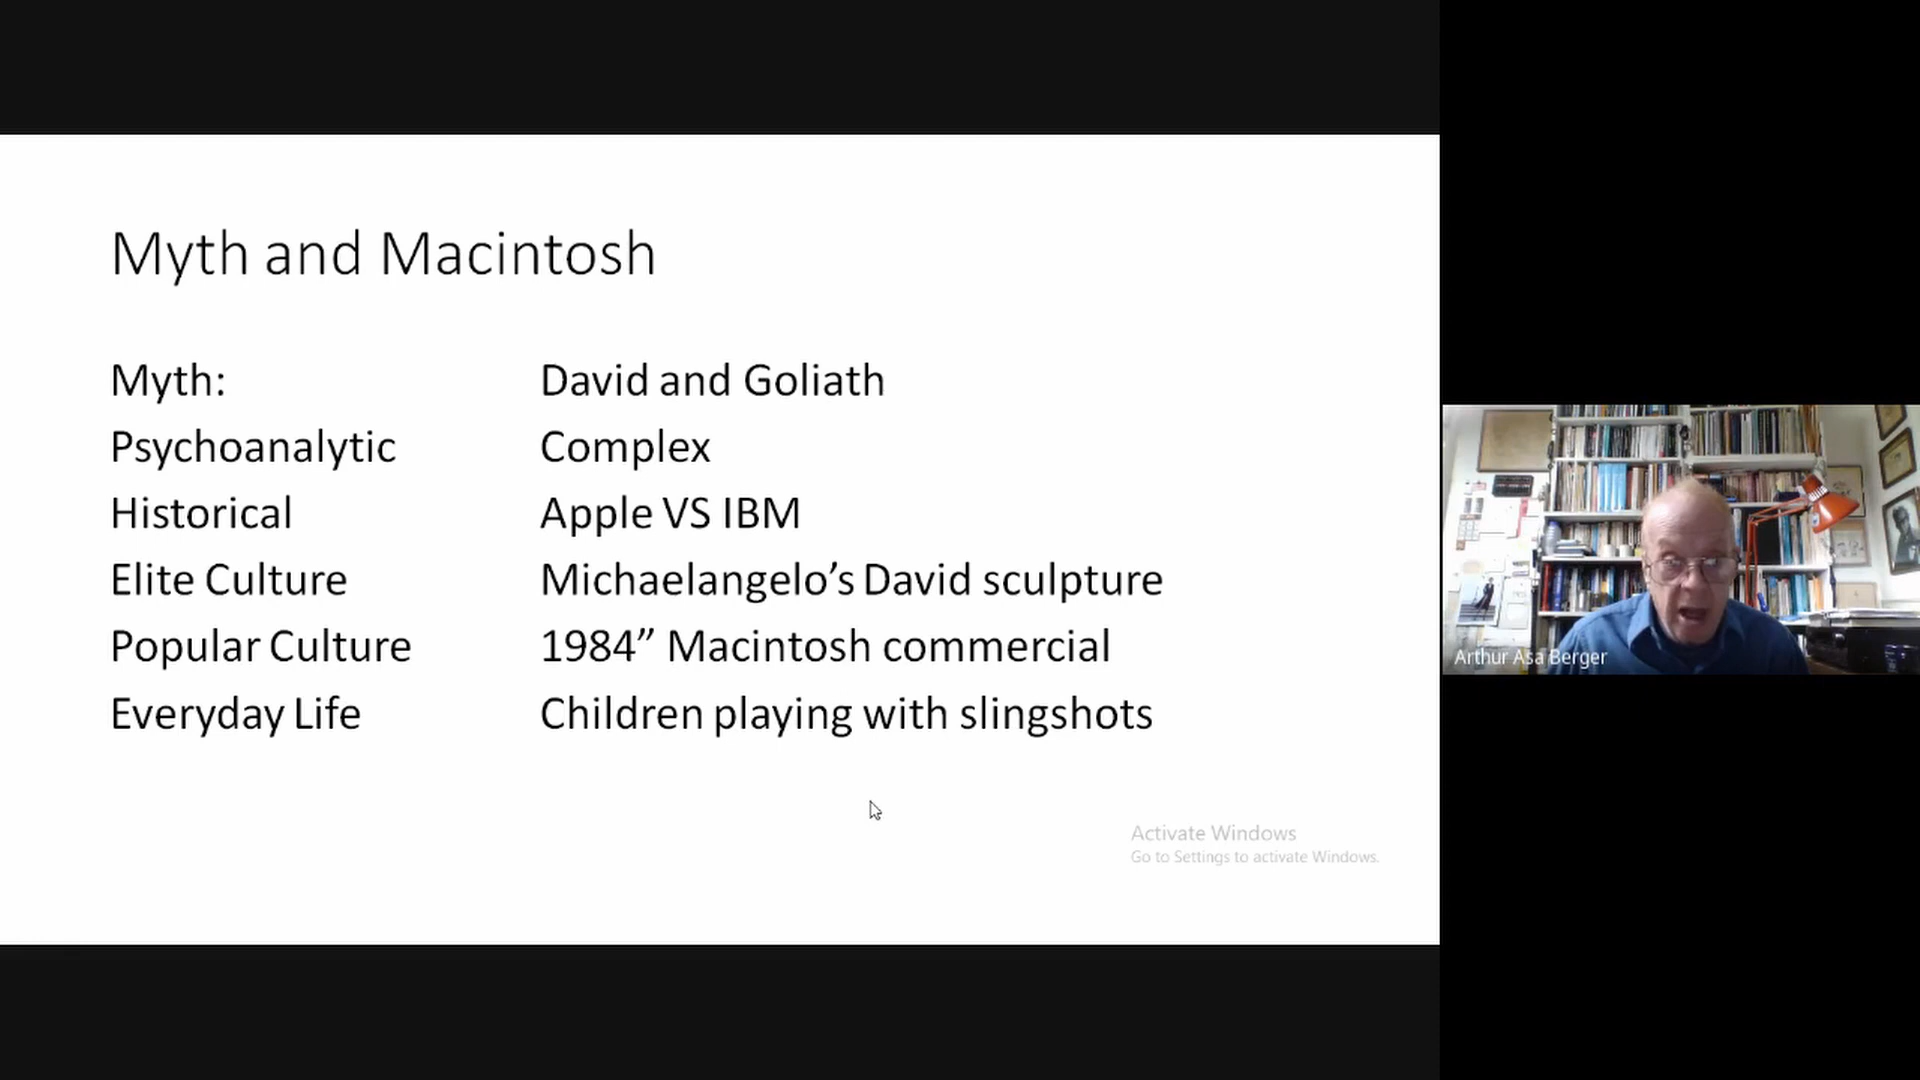 Myth and Macintosh
Myth: David and Goliath
Psychoanalytic Complex
Historical Apple VS IBM
Elite Culture Michaelangelo’s David sculpture
Popular Culture 1984” Macintosh commercial
Everyday Life Children playing with slingshots
Activate Windows
Go to Settings to activate Windows.
Arthur Asa Berger